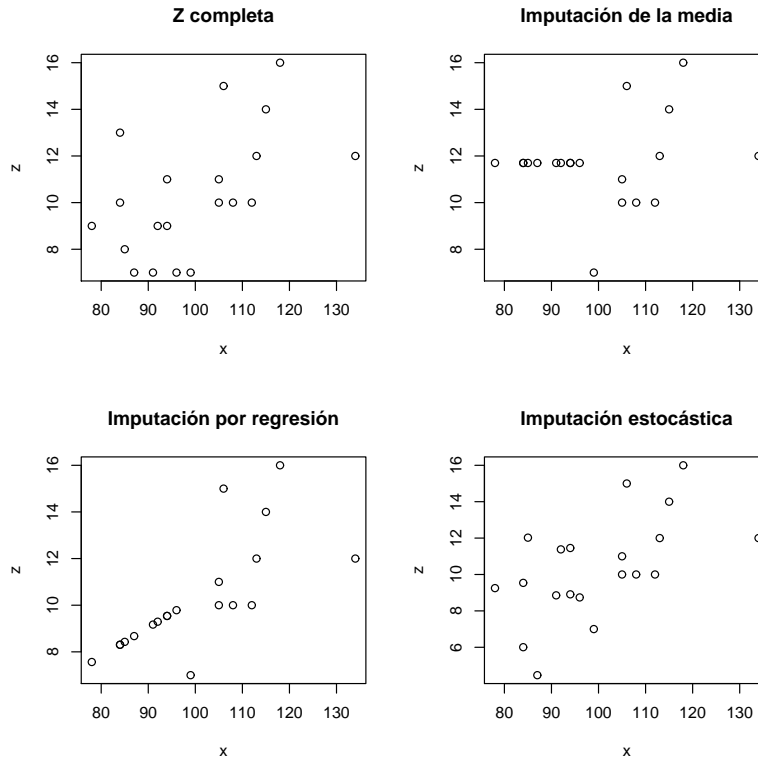 Z completa
16
14
12
10
8
z
80 90 100 110 120 130
x
Imputación de la media
16
14
12
10
8
z
80 90 100 110 120 130
x
Imputación por regresión
16
14
12
10
8
z
80 90 100 110 120 130
x
Imputación estocástica
16
14
12
10
8
6
z
80 90 100 110 120 130
x